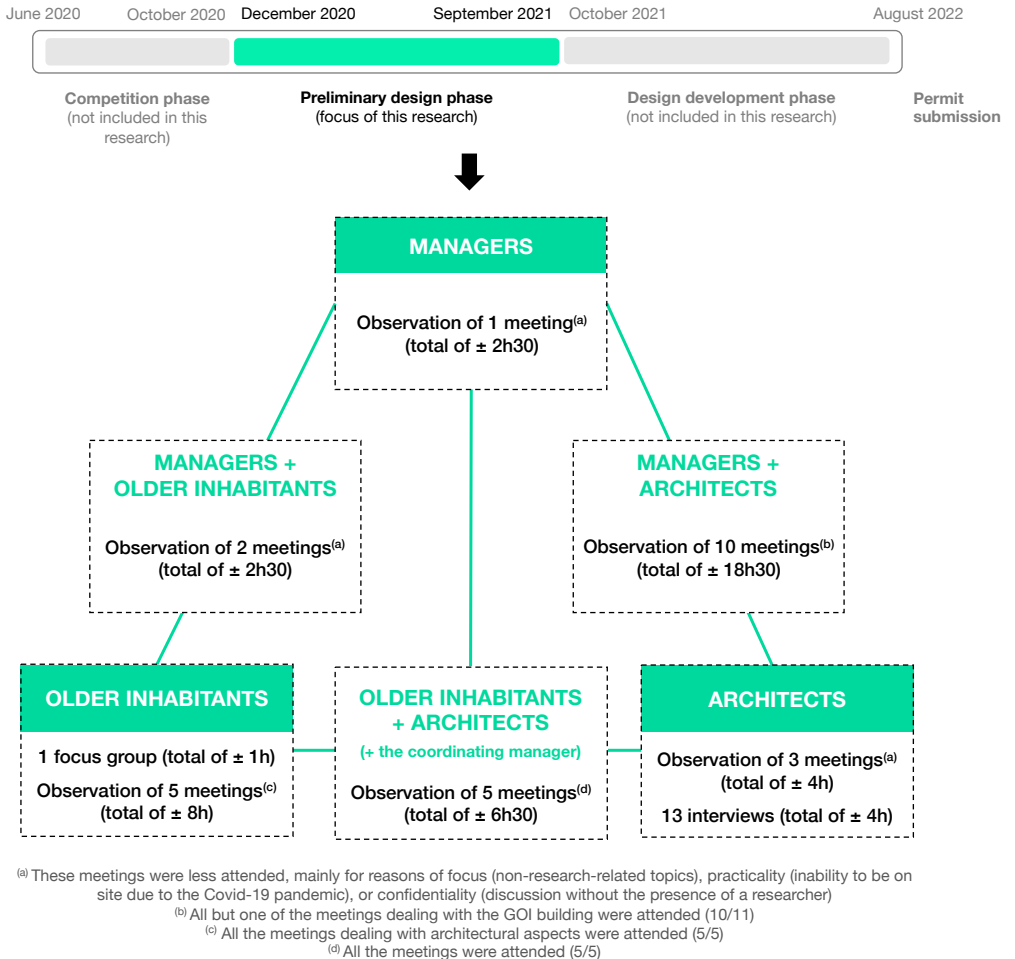 June 2020
October 2020
December 2020
September 2021
October 2021
August 2022
Competition phase
(not included in this
research)
Preliminary design phase
(focus of this research)
Design development phase
(not included in this research)
Permit
submission
MANAGERS
Observation of 1 meeting(a)
(total of ± 2h30)
MANAGERS +
OLDER INHABITANTS
Observation of 2 meetings(a)
(total of ± 2h30)
MANAGERS +
ARCHITECTS
Observation of 10 meetings(b)
(total of ± 18h30)
OLDER INHABITANTS
1 focus group (total of ± 1h)
Observation of 5 meetings(c)
(total of ± 8h)
OLDER INHABITANTS
+ ARCHITECTS
(+ the coordinating manager)
Observation of 5 meetings(d)
(total of ± 6h30)
ARCHITECTS
Observation of 3 meetings(a)
(total of ± 4h)
13 interviews (total of ± 4h)
(a) These meetings were less attended, mainly for reasons of focus (non-research-related topics), practicality (inability to be on
site due to the Covid-19 pandemic), or confidentiality (discussion without the presence of a researcher)
(b) All but one of the meetings dealing with the GOI building were attended (10/11)
(c) All the meetings dealing with architectural aspects were attended (5/5)
(d) All the meetings were attended (5/5)